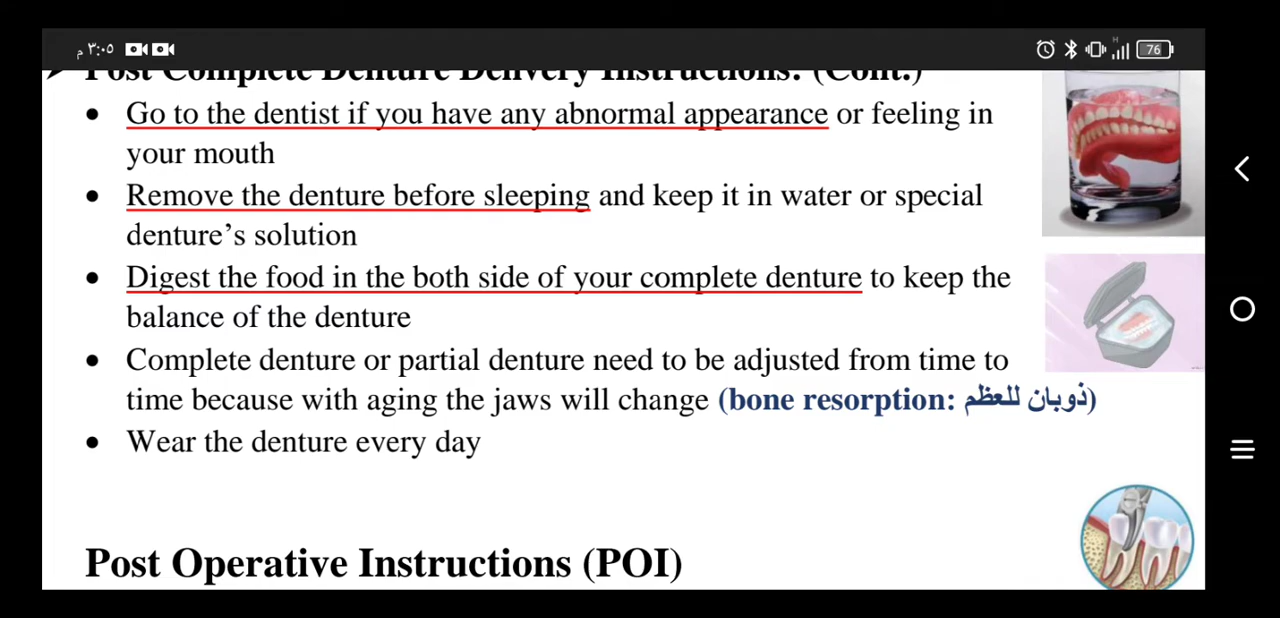 ٣:٠٥ م
H
76
Post Complete Denture Delivery Instructions: (Cont.)
• Go to the dentist if you have any abnormal appearance or feeling in
your mouth
• Remove the denture before sleeping and keep it in water or special
denture’s solution
• Digest the food in the both side of your complete denture to keep the
balance of the denture
• Complete denture or partial denture need to be adjusted from time to
time because with aging the jaws will change (bone resorption: ذوبان للعظم)
• Wear the denture every day
Post Operative Instructions (POI)